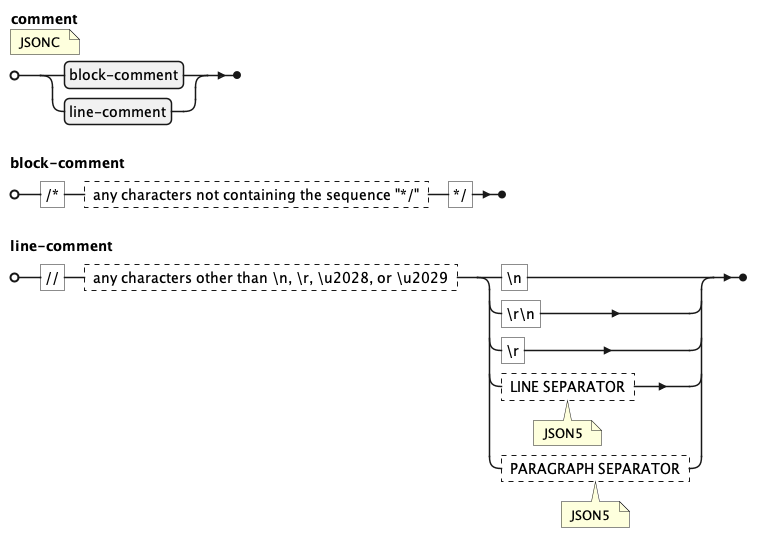 comment
JSONC
block-comment
line-comment
block-comment
/* any characters not containing the sequence "*/" */
line-comment
// any characters other than \n, \r, \u2028, or \u2029 \n
\r\n
\r
LINE SEPARATOR
JSON5
PARAGRAPH SEPARATOR
JSON5